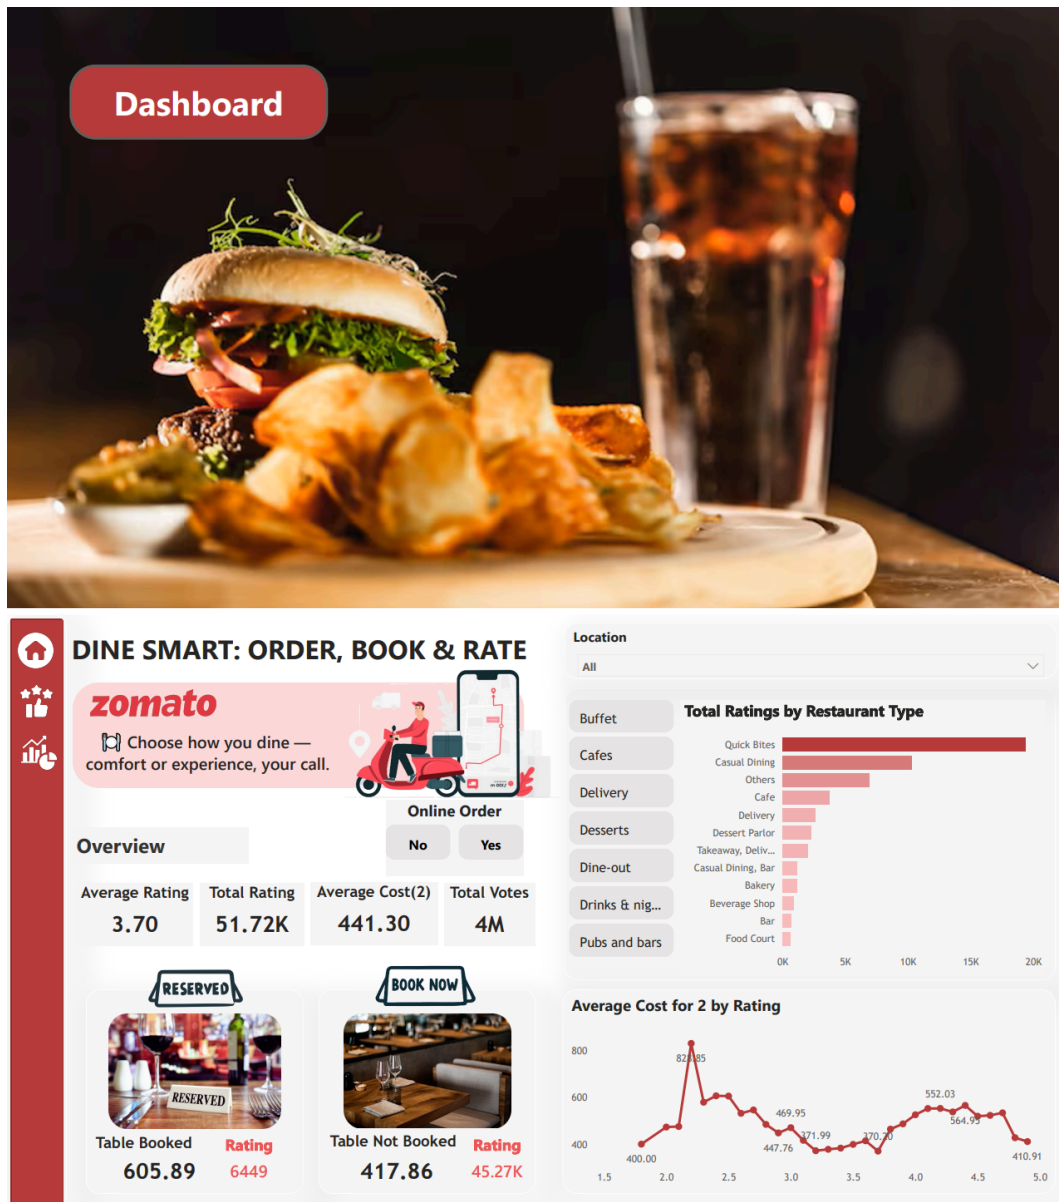 Dashboard
DINE SMART: ORDER, BOOK & RATE
zomato
Choose how you dine —
comfort or experience, your call.
Online Order
No
Yes
Overview
Average Rating
3.70
Total Rating
51.72K
Average Cost(2)
441.30
Total Votes
4M
RESERVED
RESERVED
Table Booked
605.89
Rating
6449
BOOK NOW
Table Not Booked
417.86
Rating
45.27K
Location
All
Buffet
Cafes
Delivery
Desserts
Dine-out
Drinks & nig...
Pubs and bars
Total Ratings by Restaurant Type
Quick Bites
Casual Dining
Others
Cafe
Delivery
Dessert Parlor
Takeaway, Deliv...
Casual Dining, Bar
Bakery
Beverage Shop
Bar
Food Court
0K 5K 10K 15K 20K
Average Cost for 2 by Rating
800
600
400
400.00
469.95
447.76
371.99
370.20
552.03
564.95
410.91
1.5 2.0 2.5 3.0 3.5 4.0 4.5 5.0